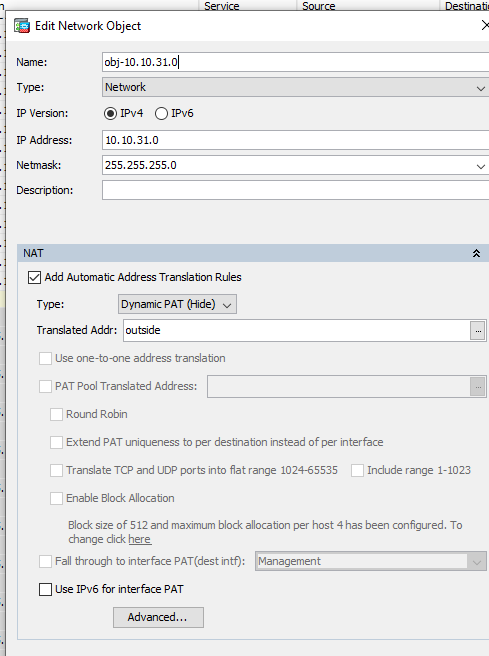 Service Source Destinatio
Edit Network Object
Name: obj-10.10.31.0
Type: Network
IP Version: IPv4 IPv6
IP Address: 10.10.31.0
Netmask: 255.255.255.0
Description:
NAT
Add Automatic Address Translation Rules
Type: Dynamic PAT (Hide)
Translated Addr: outside ...
Use one-to-one address translation
PAT Pool Translated Address: ...
Round Robin
Extend PAT uniqueness to per destination instead of per interface
Translate TCP and UDP ports into flat range 1024-65535 Include range 1-1023
Enable Block Allocation
Block size of 512 and maximum block allocation per host 4 has been configured. To
change click here
Fall through to interface PAT(dest intf): Management
Use IPv6 for interface PAT
Advanced...